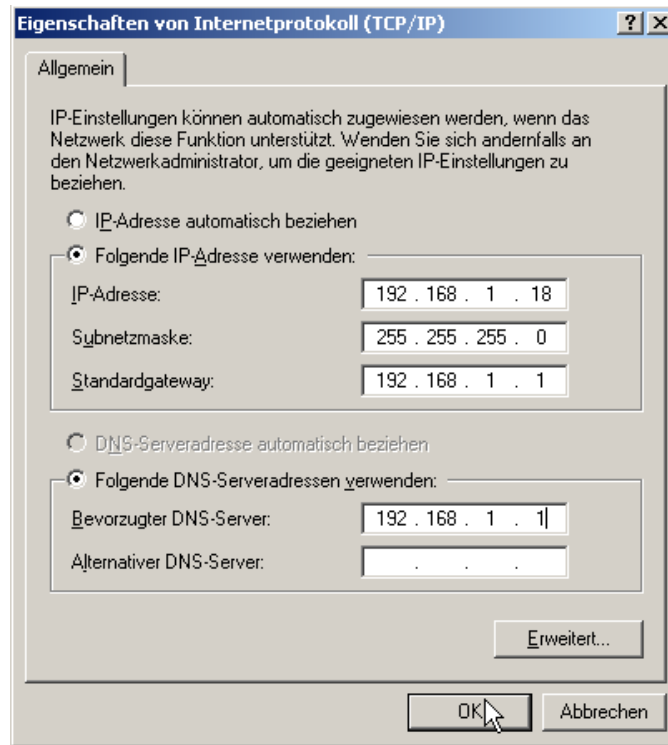 Eigenschaften von Internetprotokoll (TCP/IP)
Allgemein
IP-Einstellungen können automatisch zugewiesen werden, wenn das
Netzwerk diese Funktion unterstützt. Wenden Sie sich andernfalls an
den Netzwerkadministrator, um die geeigneten IP-Einstellungen zu
beziehen.
IP-Adresse automatisch beziehen
Folgende IP-Adresse verwenden:
IP-Adresse: 192 . 168 . 1 . 18
Subnetzmaske: 255 . 255 . 255 . 0
Standardgateway: 192 . 168 . 1 . 1
DNS-Serveradresse automatisch beziehen
Folgende DNS-Serveradressen verwenden:
Bevorzugter DNS-Server: 192 . 168 . 1 . 1
Alternativer DNS-Server: . . .
Erweitert...
OK Abbrechen